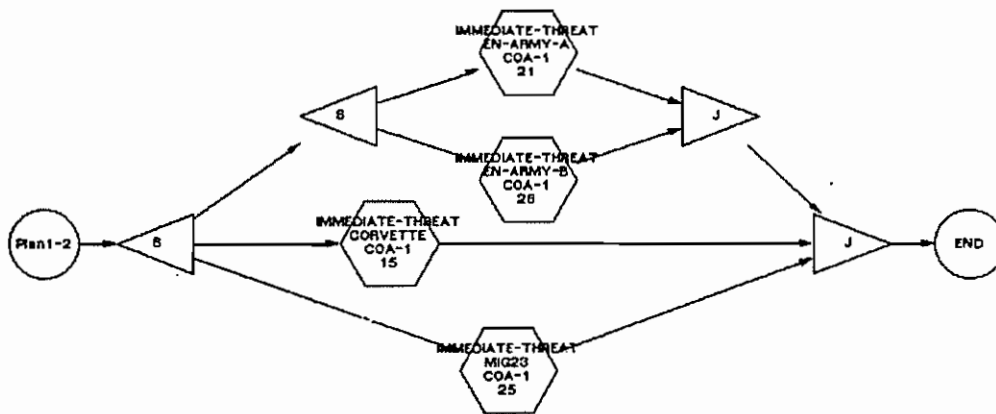 IMMEDIATE-THREAT
EN-ARMY-A
COA-1
21
S
J
IMMEDIATE-THREAT
EN-ARMY-B
COA-1
26
Plan1-2
S
IMMEDIATE-THREAT
CORVETTE
COA-1
15
J
END
IMMEDIATE-THREAT
MIG23
COA-1
25